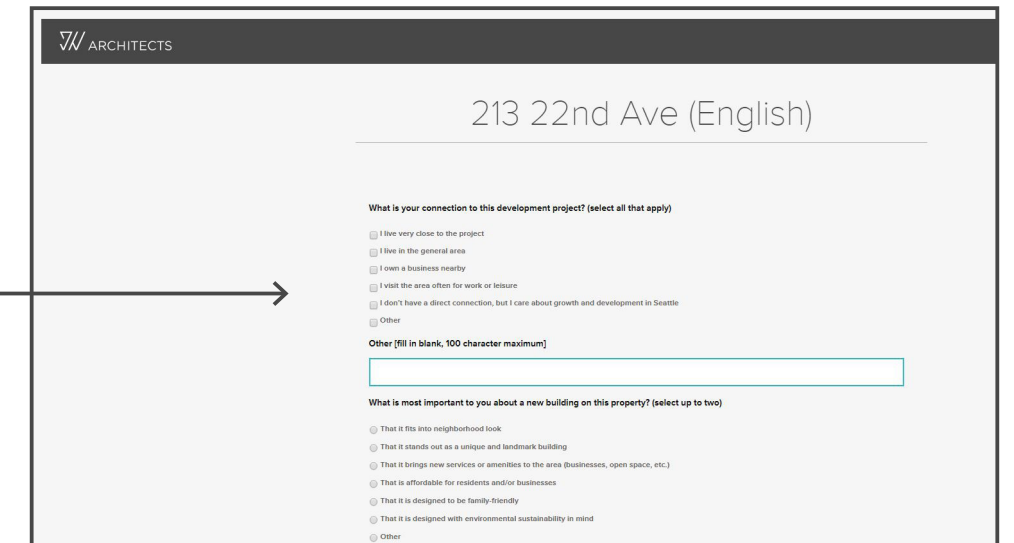 JW ARCHITECTS
213 22nd Ave (English)
What is your connection to this development project? (select all that apply)
I live very close to the project
I live in the general area
I own a business nearby
I visit the area often for work or leisure
I don't have a direct connection, but I care about growth and development in Seattle
Other
Other [fill in blank, 100 character maximum]
What is most important to you about a new building on this property? (select up to two)
That it fits into neighborhood look
That it stands out as a unique and landmark building
That it brings new services or amenities to the area (businesses, open space, etc.)
That is affordable for residents and/or businesses
That it is designed to be family-friendly
That it is designed with environmental sustainability in mind
Other